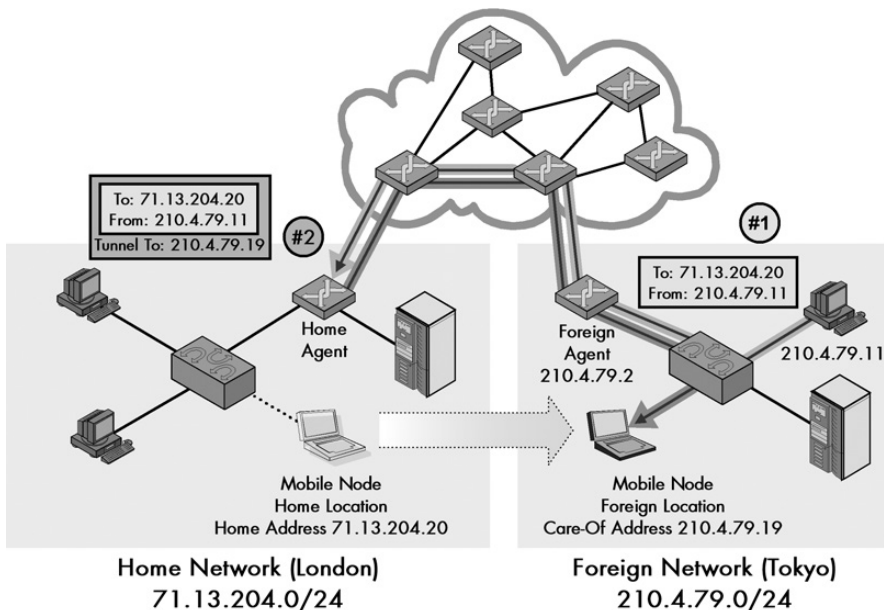 To: 71.13.204.20
From: 210.4.79.11
Tunnel To: 210.4.79.19
#2
#1
To: 71.13.204.20
From: 210.4.79.11
Home
Agent
Foreign
Agent
210.4.79.2
210.4.79.11
Mobile Node
Home Location
Home Address 71.13.204.20
Mobile Node
Foreign Location
Care-Of Address 210.4.79.19
Home Network (London)
71.13.204.0/24
Foreign Network (Tokyo)
210.4.79.0/24